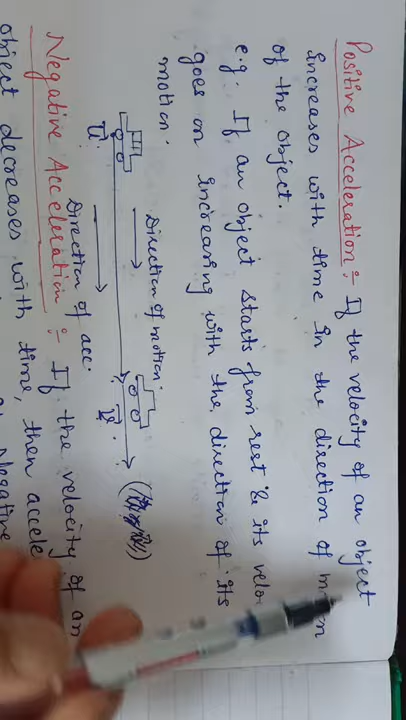 Positive Acceleration :- If the velocity of an object
increases with time in the direction of
of the object.
e.g. If an object starts from rest & its velo
goes on increasing with the direction of its
motion.
Direction of motion.
u⃗ v⃗
Direction of acc.
Negative Acceleration :- If the velocity of an
object decreases with time, then accele
Negative